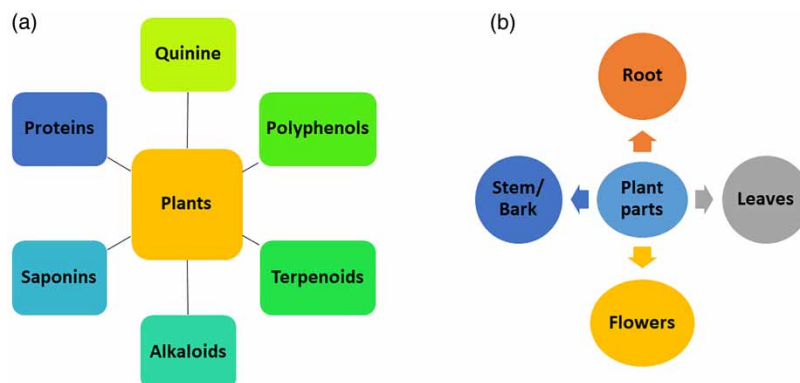 (a)
Quinine
Proteins
Polyphenols
Plants
Saponins
Terpenoids
Alkaloids
(b)
Root
Stem/
Bark
Plant
parts
Leaves
Flowers